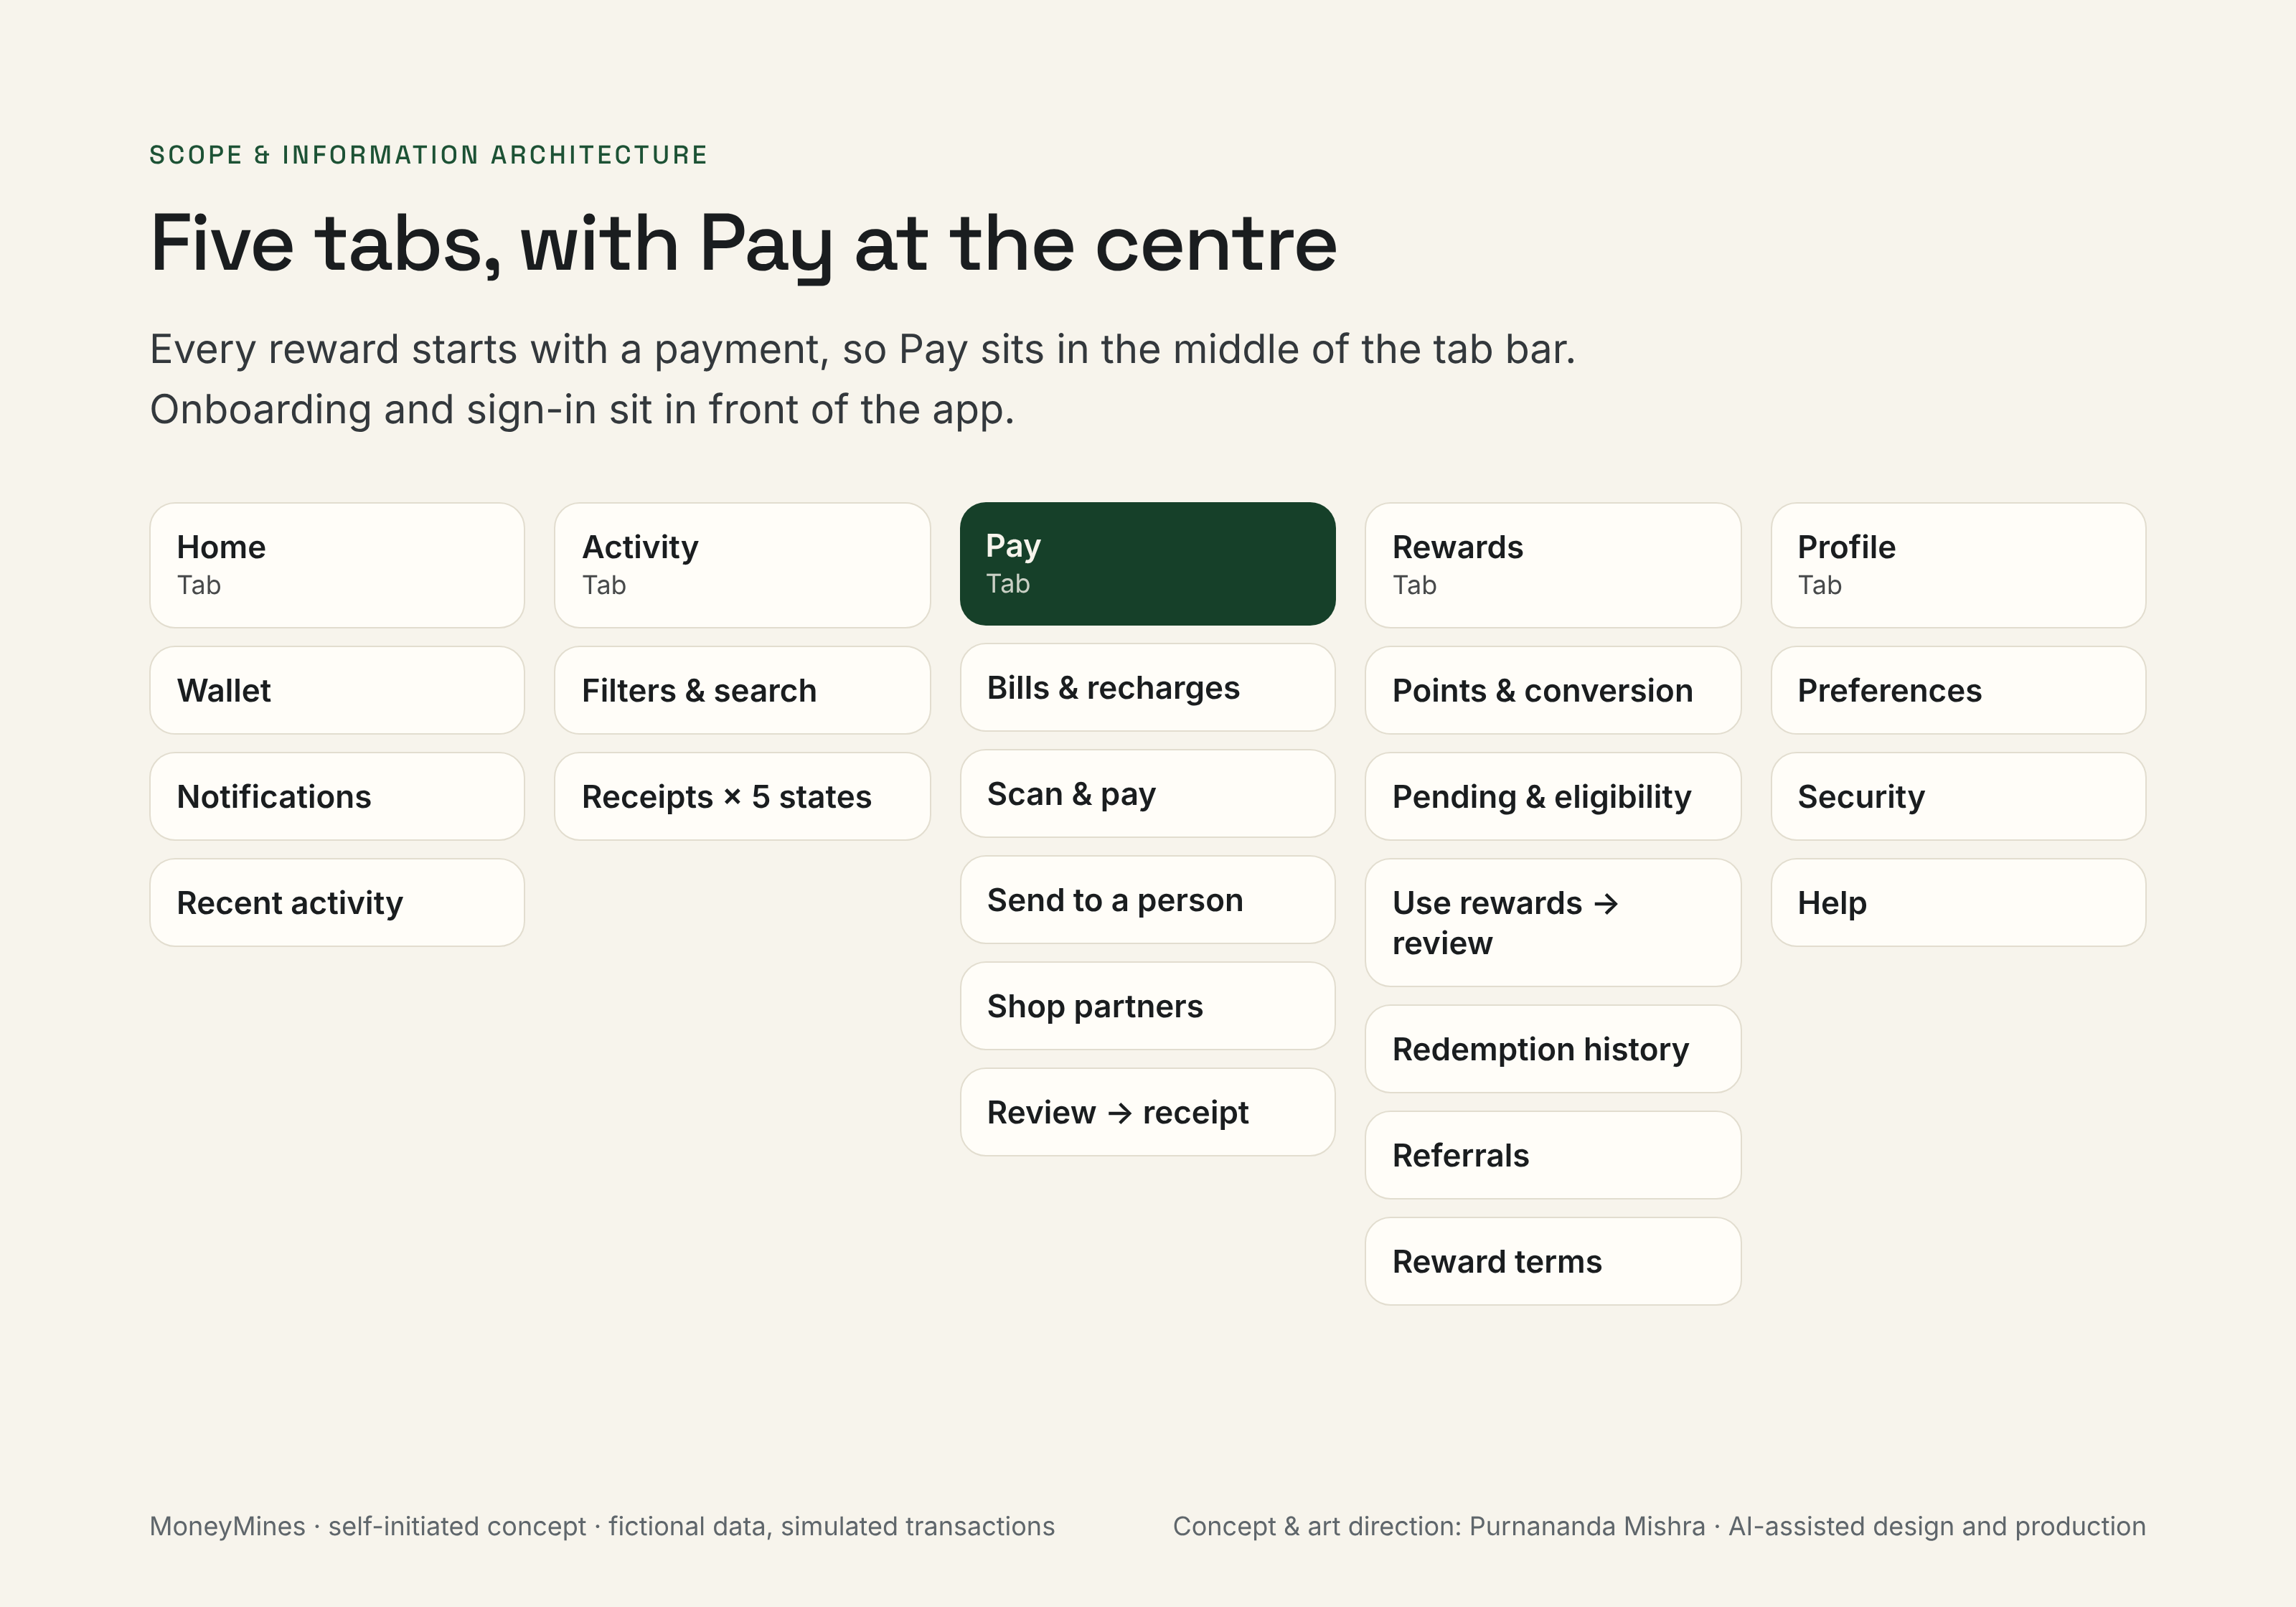 SCOPE & INFORMATION ARCHITECTURE
Five tabs, with Pay at the centre
Every reward starts with a payment, so Pay sits in the middle of the tab bar.
Onboarding and sign-in sit in front of the app.
Home
Tab
Wallet
Notifications
Recent activity
Activity
Tab
Filters & search
Receipts × 5 states
Pay
Tab
Bills & recharges
Scan & pay
Send to a person
Shop partners
Review → receipt
Rewards
Tab
Points & conversion
Pending & eligibility
Use rewards →
review
Redemption history
Referrals
Reward terms
Profile
Tab
Preferences
Security
Help
MoneyMines · self-initiated concept · fictional data, simulated transactions
Concept & art direction: Purnananda Mishra · AI-assisted design and production